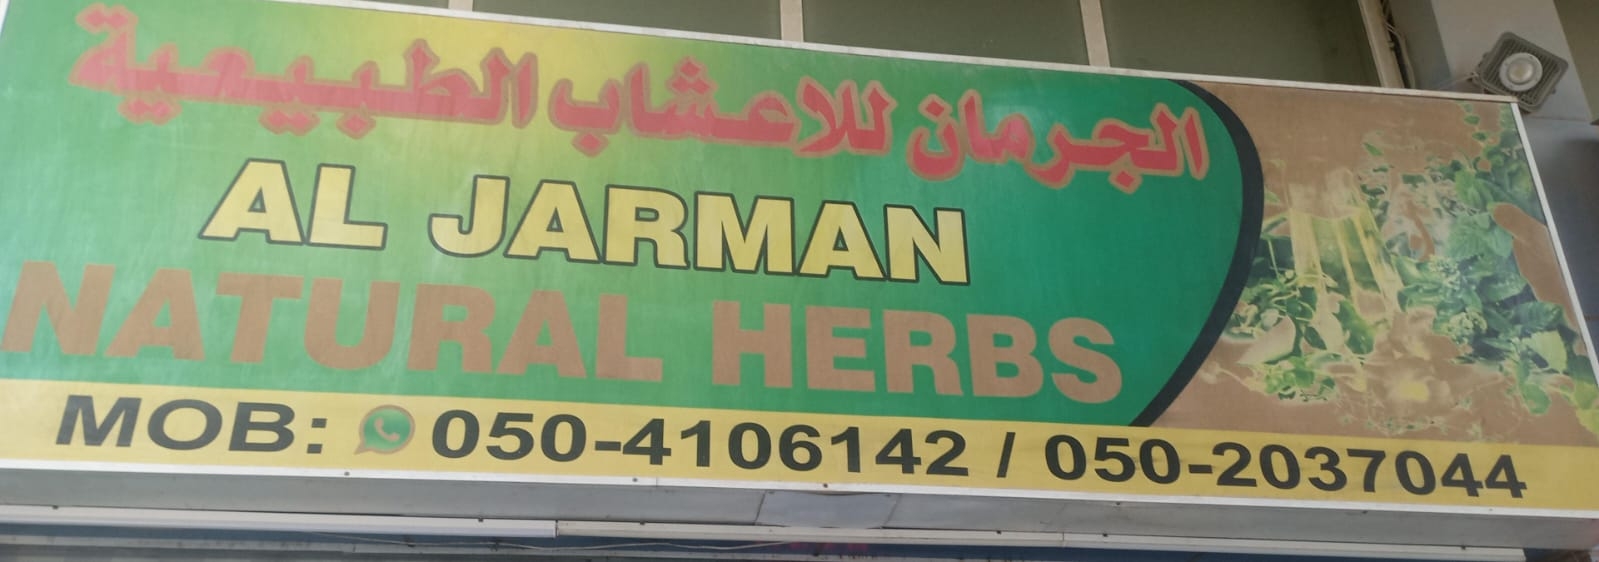 الجرمان للاعشاب الطبيعية
AL JARMAN
NATURAL HERBS
MOB: 050-4106142 / 050-2037044